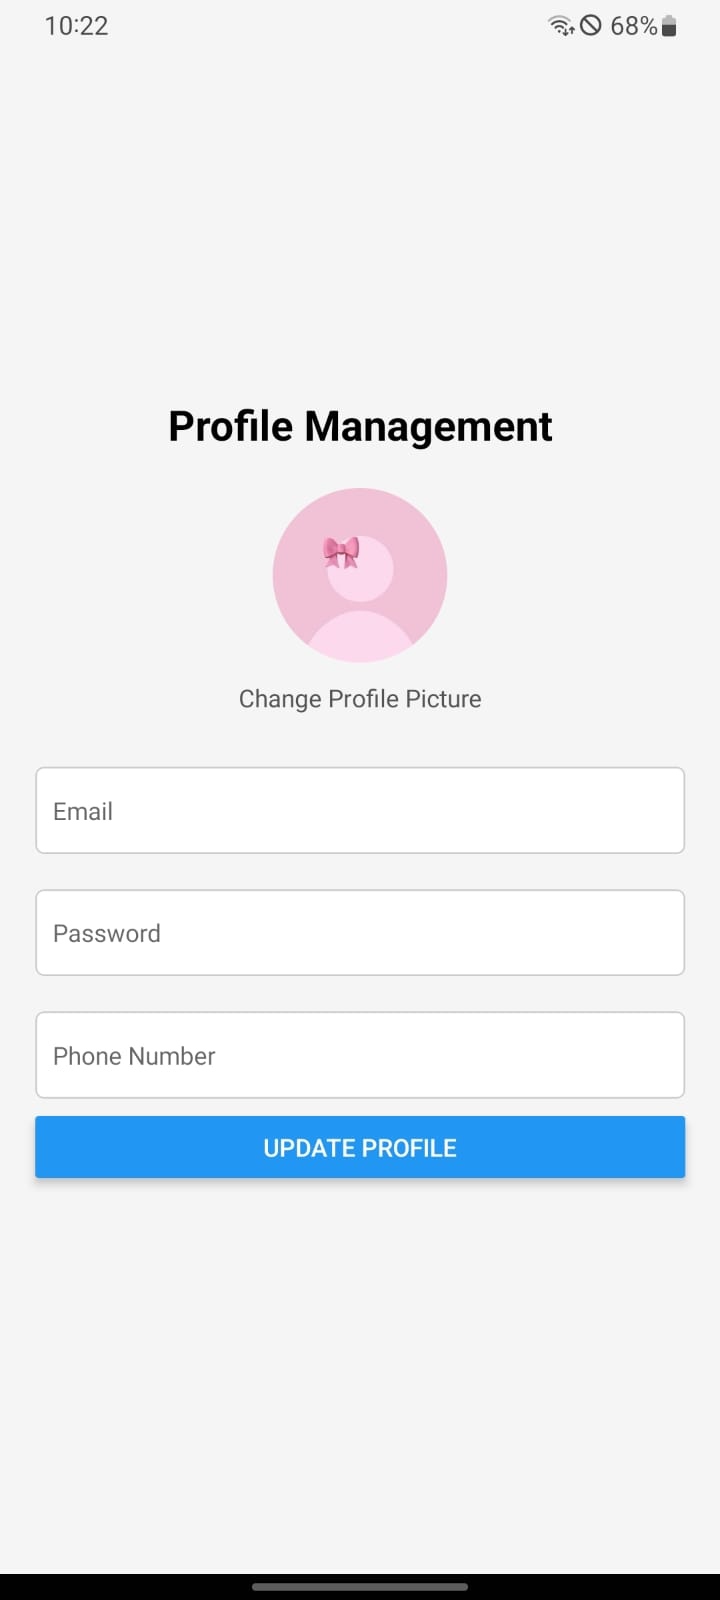 10:22 68%
Profile Management
Change Profile Picture
Email
Password
Phone Number
UPDATE PROFILE